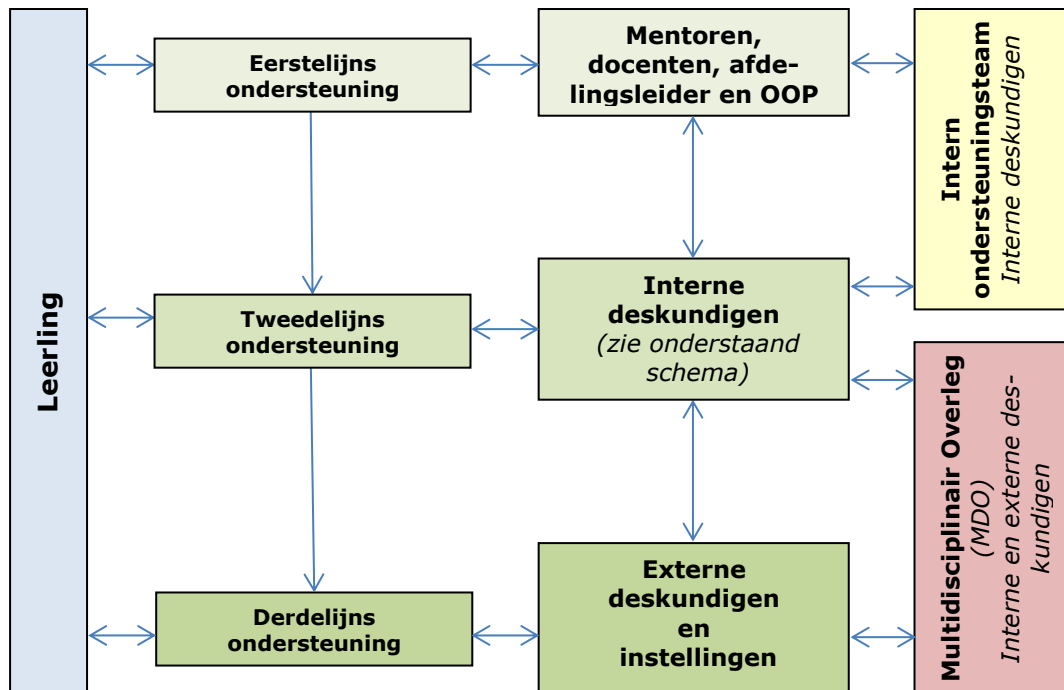 Leerling
Eerstelijns
ondersteuning
Mentoren,
docenten, afde-
lingsleider en OOP
Intern
ondersteuningsteam
Interne deskundigen
Tweedelijns
ondersteuning
Interne
deskundigen
(zie onderstaand
schema)
Multidisciplinair Overleg
(MDO)
Interne en externe des-
kundigen
Derdelijns
ondersteuning
Externe
deskundigen
en
instellingen